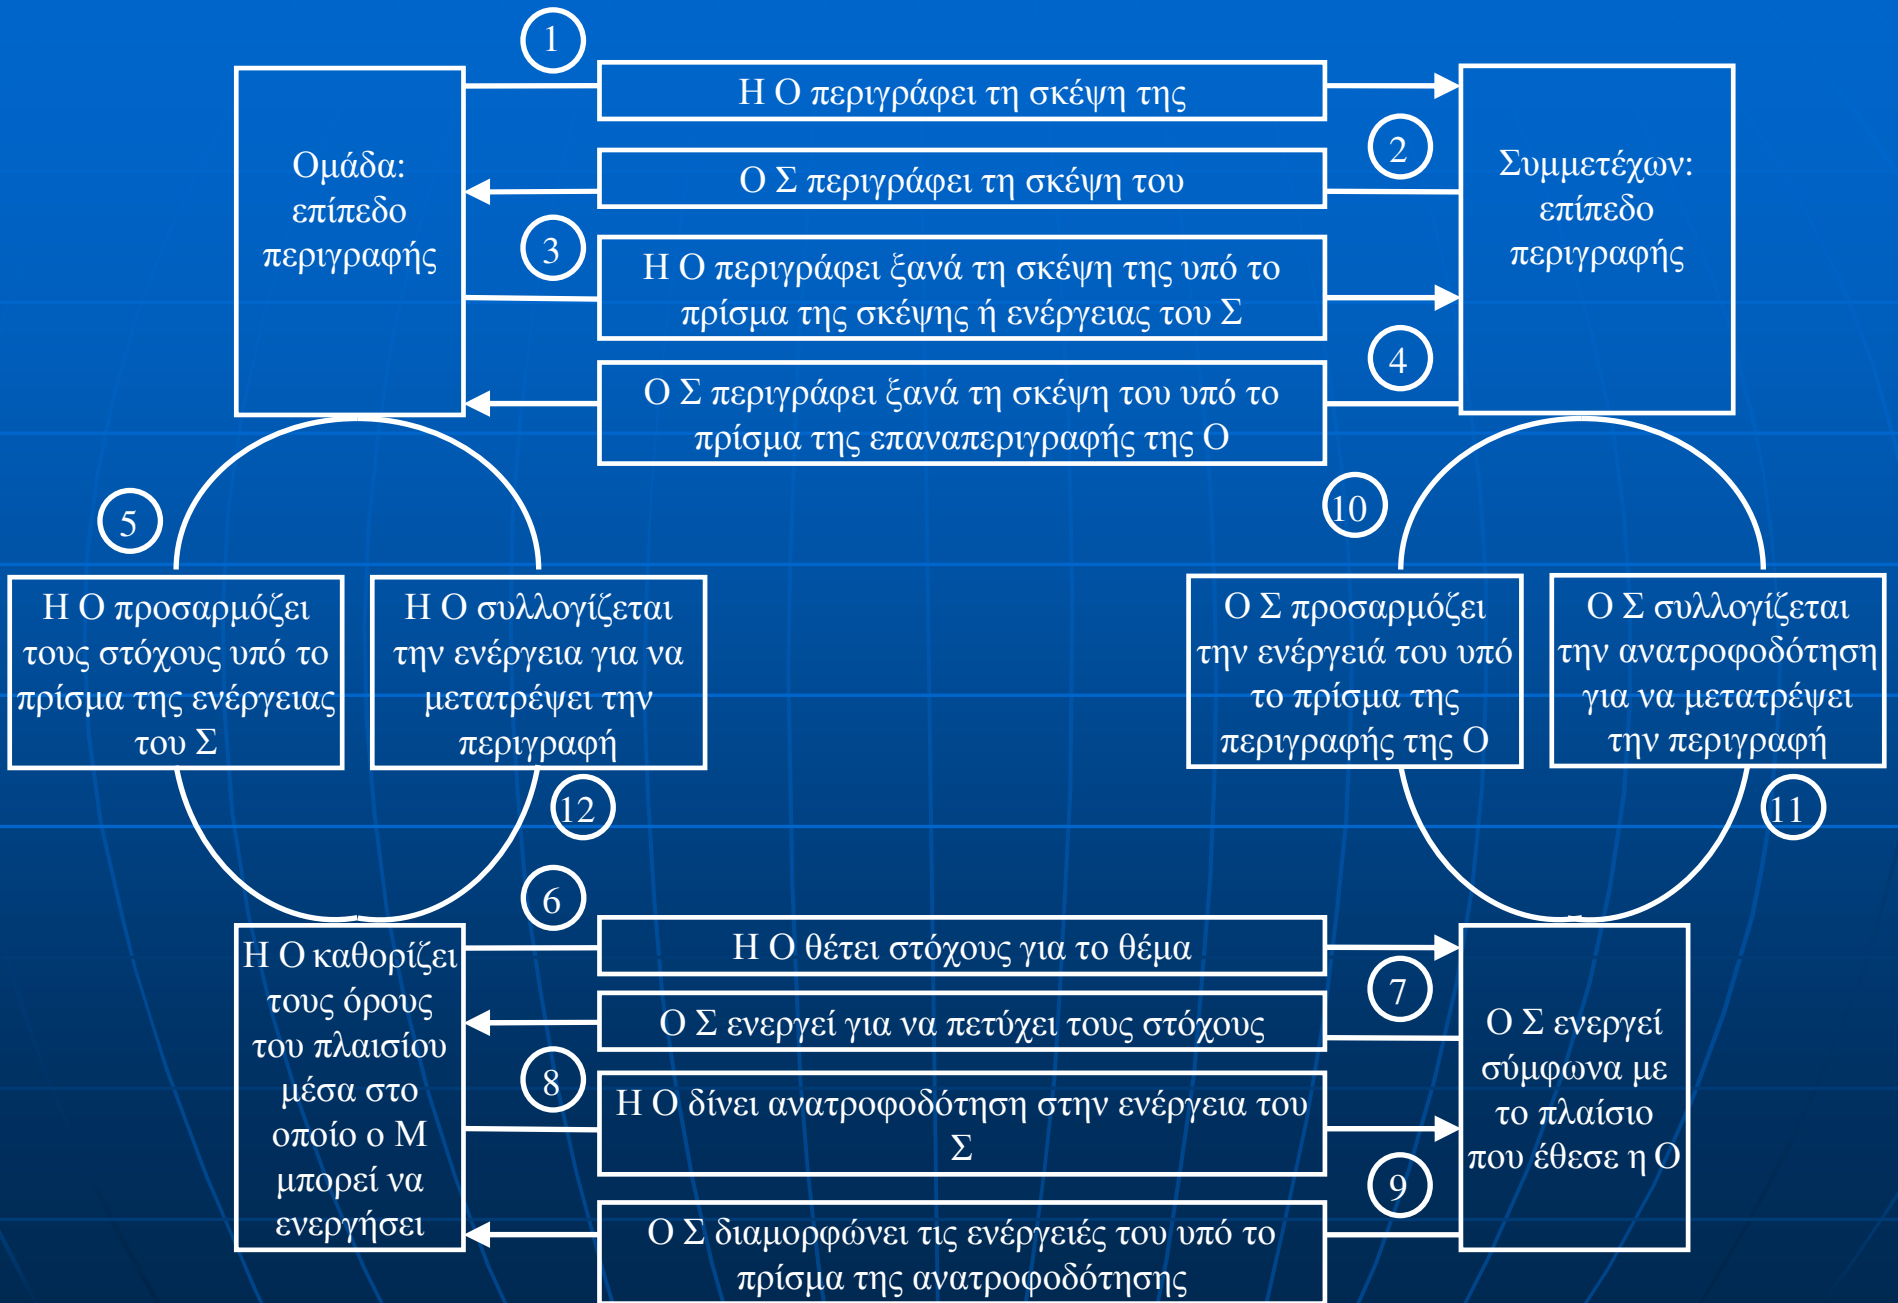 1
Η Ο περιγράφει τη σκέψη της
Ομάδα:
επίπεδο
περιγραφής
2
Ο Σ περιγράφει τη σκέψη του
Συμμετέχων:
επίπεδο
περιγραφής
3
Η Ο περιγράφει ξανά τη σκέψη της υπό το
πρίσμα της σκέψης ή ενέργειας του Σ
4
Ο Σ περιγράφει ξανά τη σκέψη του υπό το
πρίσμα της επαναπεριγραφής της Ο
5
10
Η Ο προσαρμόζει
τους στόχους υπό το
πρίσμα της ενέργειας
του Σ
Η Ο συλλογίζεται
την ενέργεια για να
μετατρέψει την
περιγραφή
Ο Σ προσαρμόζει
την ενέργειά του υπό
το πρίσμα της
περιγραφής της Ο
Ο Σ συλλογίζεται
την ανατροφοδότηση
για να μετατρέψει
την περιγραφή
12
11
6
Η Ο θέτει στόχους για το θέμα
Η Ο καθορίζει
τους όρους
του πλαισίου
μέσα στο
οποίο ο Μ
μπορεί να
ενεργήσει
7
Ο Σ ενεργεί για να πετύχει τους στόχους
Ο Σ ενεργεί
σύμφωνα με
το πλαίσιο
που έθεσε η Ο
8
Η Ο δίνει ανατροφοδότηση στην ενέργεια του
Σ
9
Ο Σ διαμορφώνει τις ενέργειές του υπό το
πρίσμα της ανατροφοδότησης